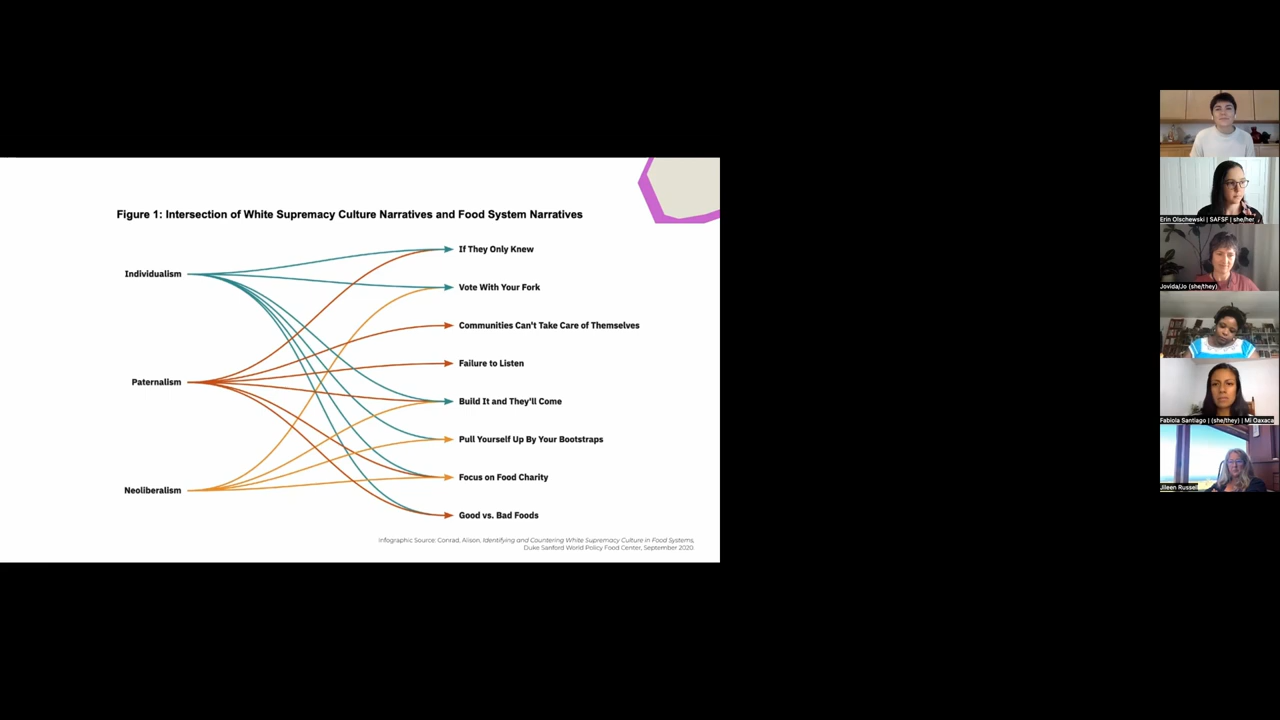 Figure 1: Intersection of White Supremacy Culture Narratives and Food System Narratives
Individualism
Paternalism
Neoliberalism
If They Only Knew
Vote With Your Fork
Communities Can't Take Care of Themselves
Failure to Listen
Build It and They'll Come
Pull Yourself Up By Your Bootstraps
Focus on Food Charity
Good vs. Bad Foods
Infographic Source: Conrad, Alison, Identifying and Countering White Supremacy Culture in Food Systems,
Duke Sanford World Policy Food Center, September 2020.
Erin Olschewski | SAFSF | she/her
Jovida/Jo (she/they)
Fabiola Santiago | (she/they) | Mi Oaxaca
Jileen Russell